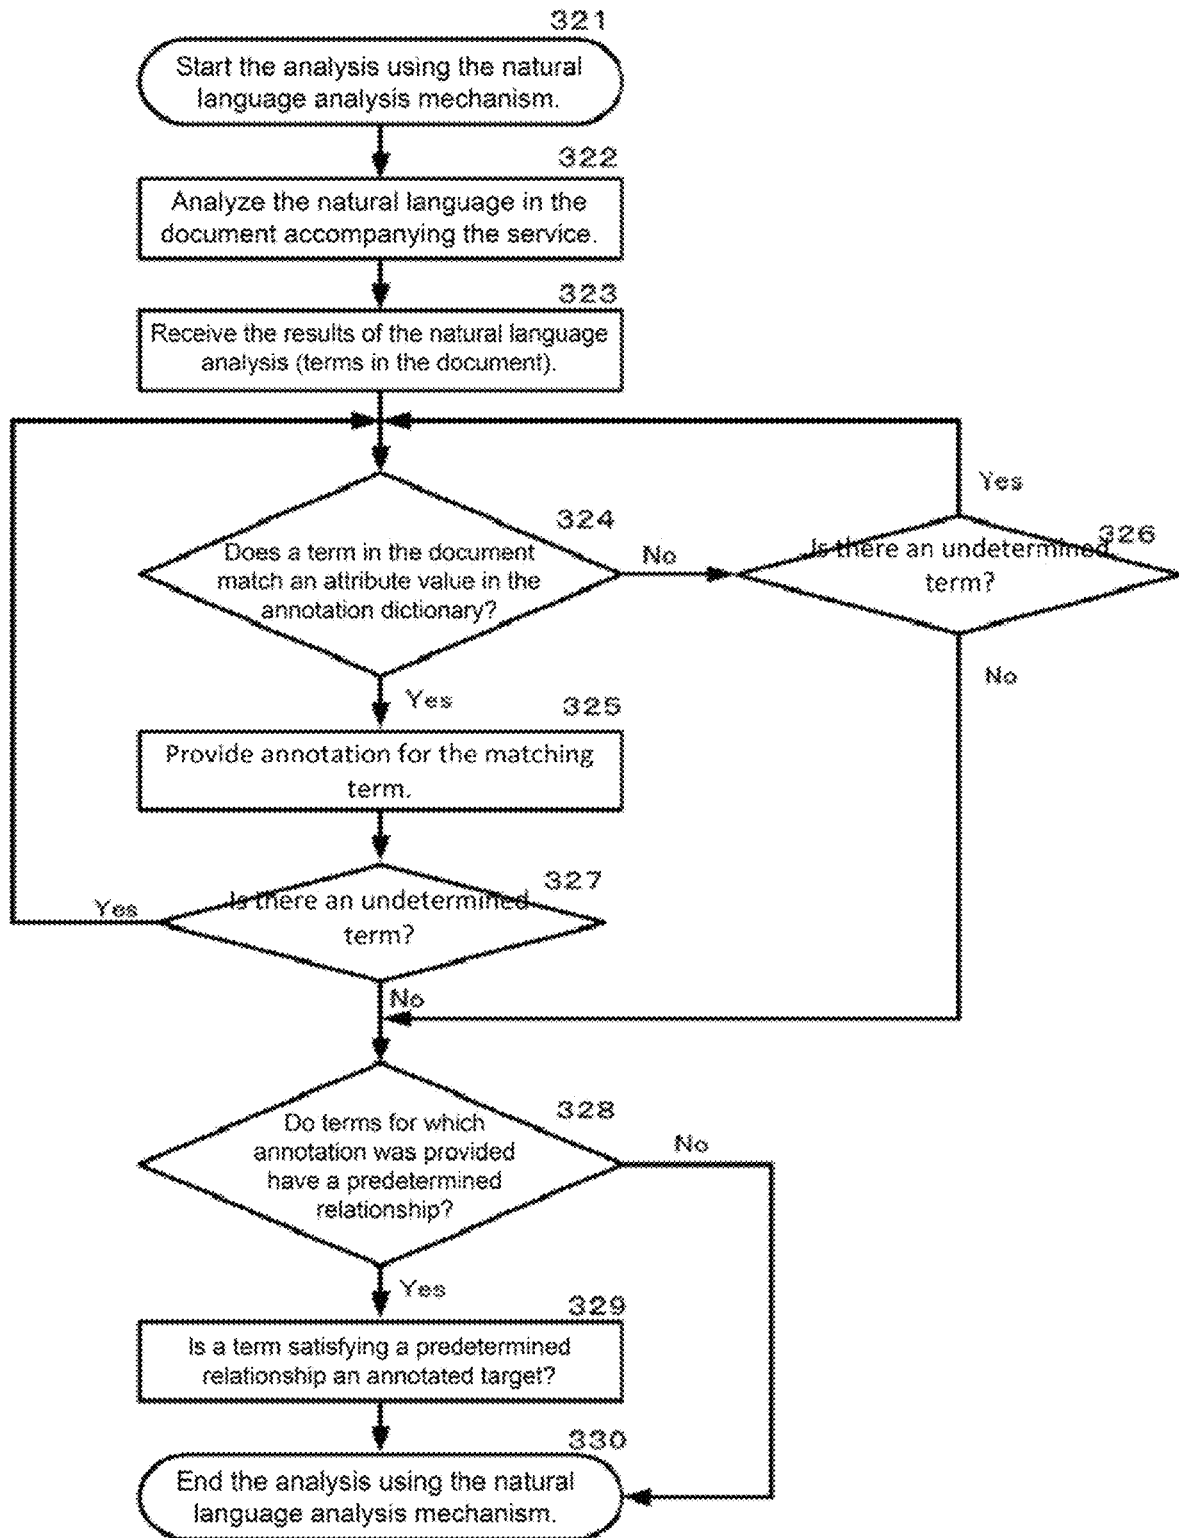 321
Start the analysis using the natural
language analysis mechanism.
322
Analyze the natural language in the
document accompanying the service.
323
Receive the results of the natural language
analysis (terms in the document).
324
Does a term in the document
match an attribute value in the
annotation dictionary?
No
Yes
326
Is there an undetermined
term?
No
Yes
325
Provide annotation for the matching
term.
327
Is there an undetermined
term?
Yes
No
328
Do terms for which
annotation was provided
have a predetermined
relationship?
No
Yes
329
Is a term satisfying a predetermined
relationship an annotated target?
330
End the analysis using the natural
language analysis mechanism.